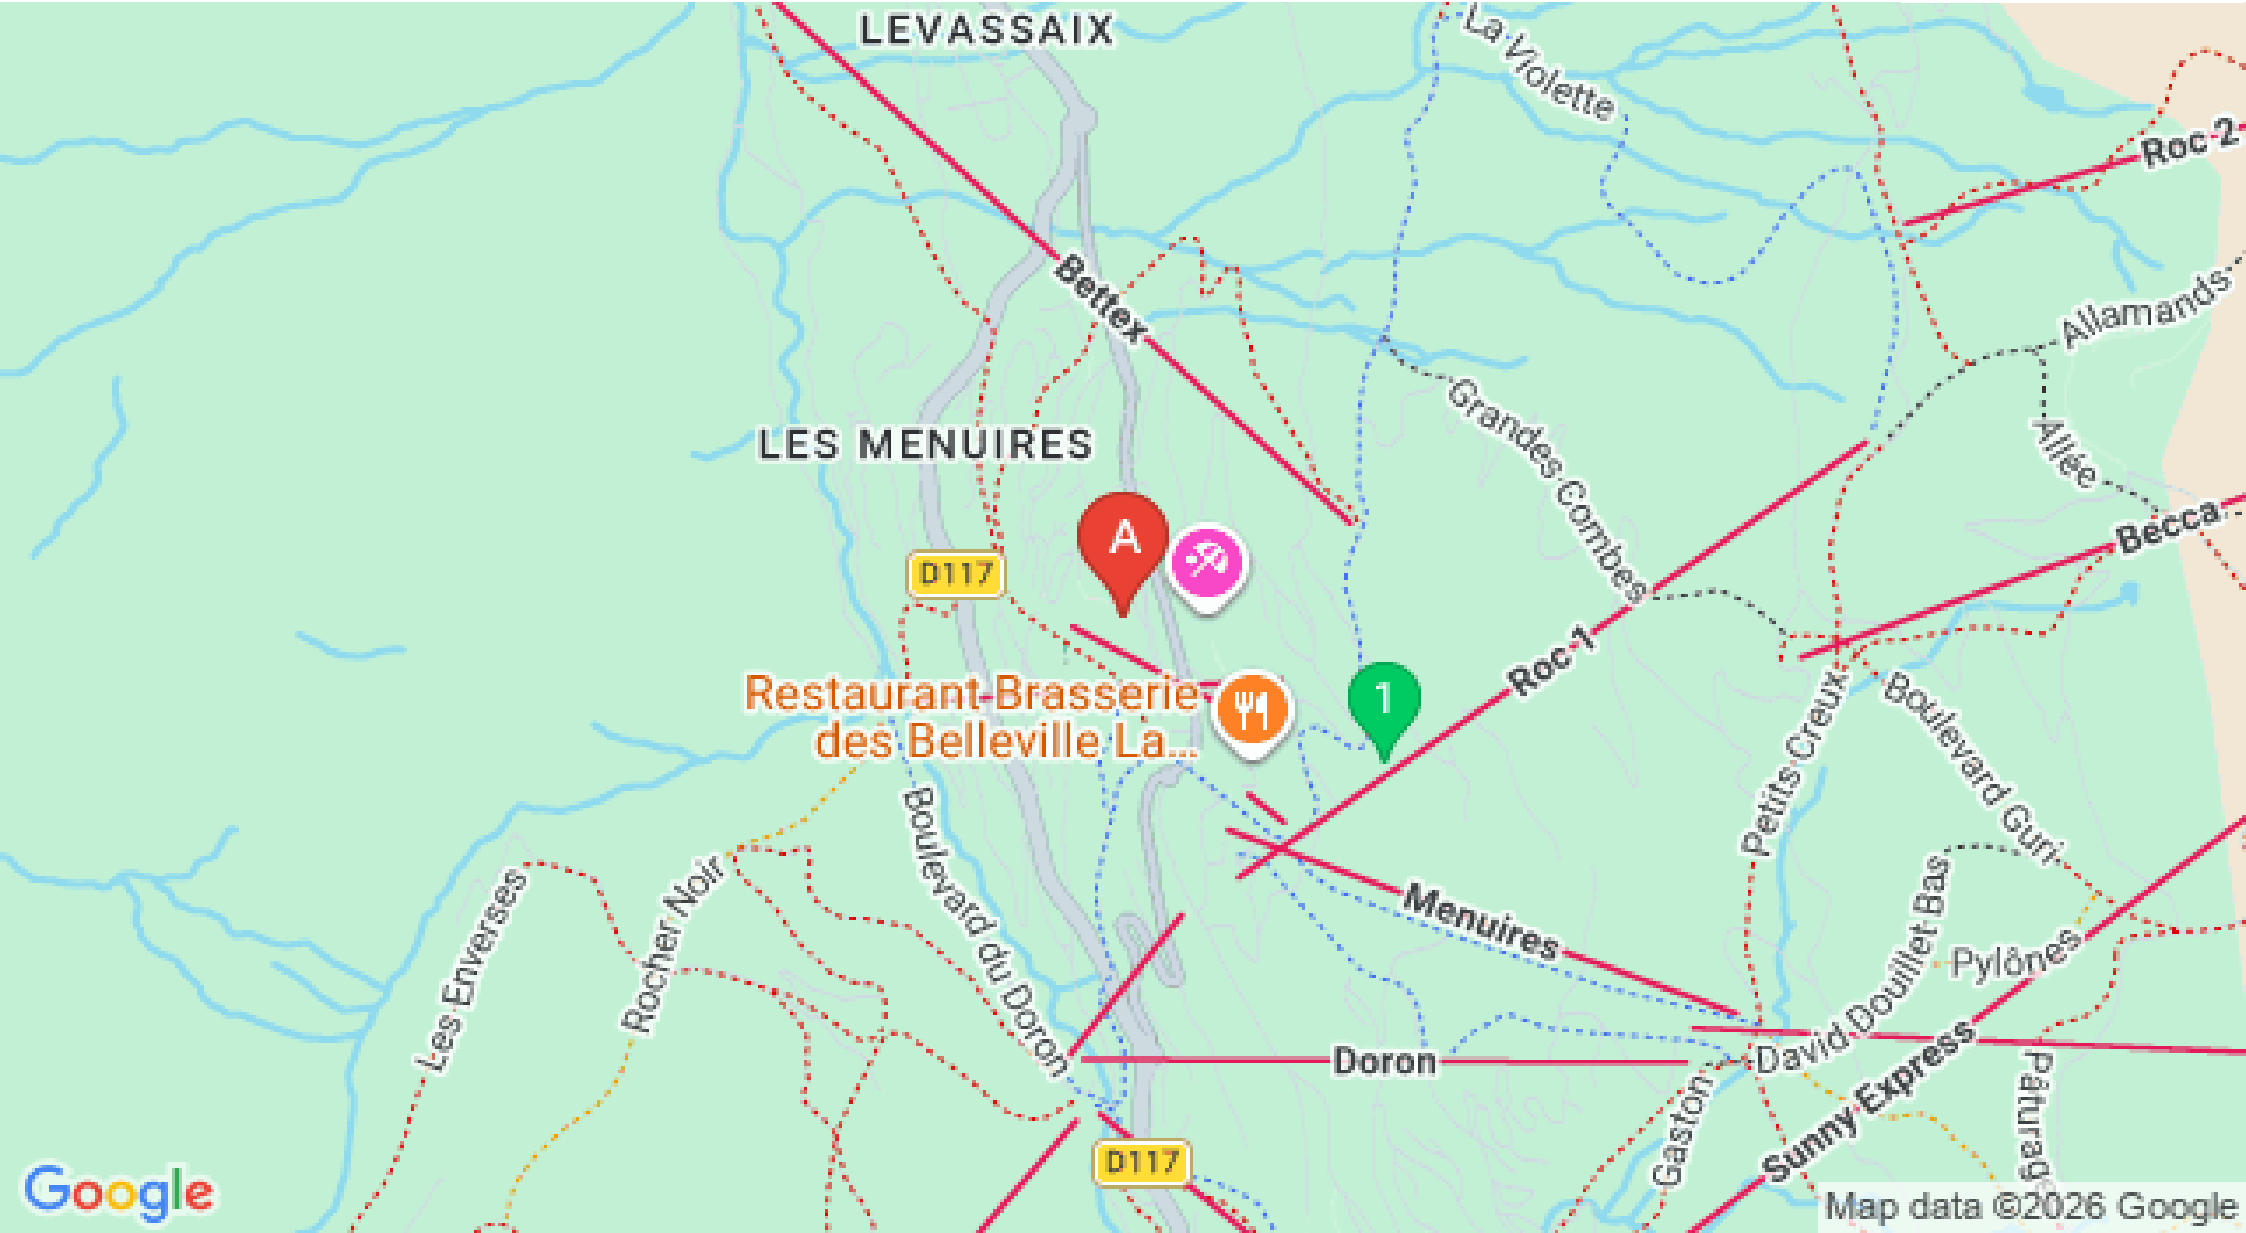 LEVASSAIX
La Violette
Roc 2
Bettex
Allamands
Grandes Combes
Allée
LES MENUIRES
Becca
A
D117
Roc 1
1
Restaurant Brasserie
des Belleville La...
Petits Creux
Boulevard Guri
Boulevard du Doron
Les Enverses
Rocher Noir
Menuires
David Douillet Bas
Pylônes
Doron
Sunny Express
Gaston
Pâturag
D117
Google
Map data ©2026 Google